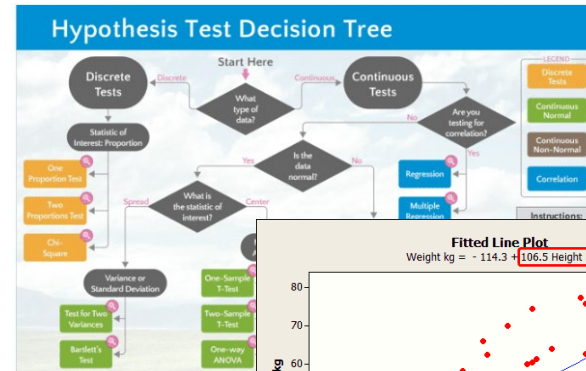 Hypothesis Test Decision Tree
Start Here
Discrete
Tests
Discrete
What
type of
data?
Continuous
Continuous
Tests
LEGEND
Discrete
Tests
Continuous
Normal
Continuous
Non-Normal
Correlation
Instructions:
Statistic of
Interest: Proportion
One
Proportion Test
Two
Proportions Test
Chi-
Square
Are you
testing for
correlation?
No
Yes
Is the
data
normal?
Yes
No
Regression
Multiple
Regression
What is
the statistic of
interest?
Spread
Center
Variance or
Standard Deviation
Test for Two
Variances
Bartlett's
Test
One-Sample
T-Test
Two-Sample
T-Test
One-way
ANOVA
Fitted Line Plot
Weight kg = - 114.3 + 106.5 Height
80
70
60
kg